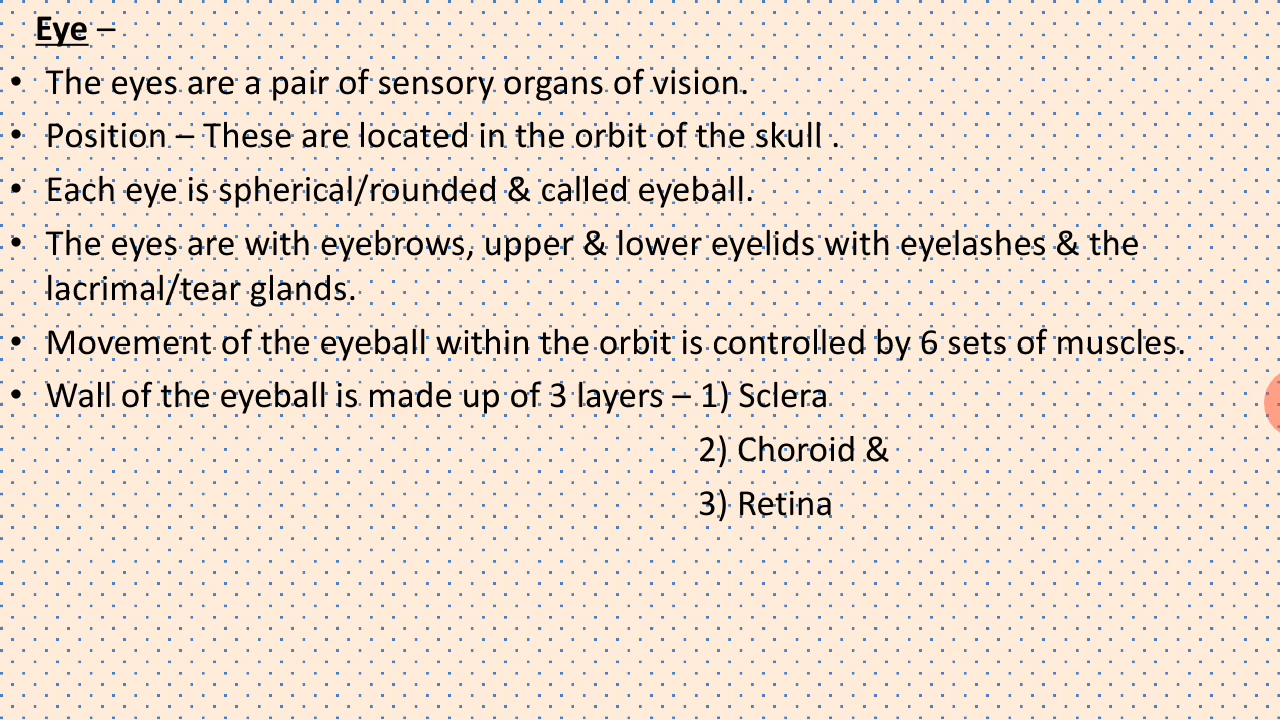 Eye –
• The eyes are a pair of sensory organs of vision.
• Position – These are located in the orbit of the skull .
• Each eye is spherical/rounded & called eyeball.
• The eyes are with eyebrows, upper & lower eyelids with eyelashes & the
lacrimal/tear glands.
• Movement of the eyeball within the orbit is controlled by 6 sets of muscles.
• Wall of the eyeball is made up of 3 layers – 1) Sclera
2) Choroid &
3) Retina